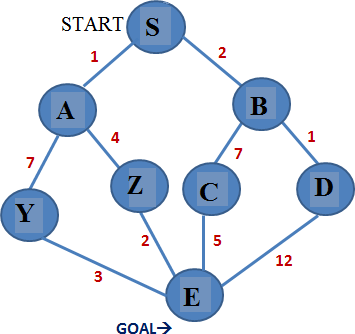 START S
1 2
A B
7 4 7 1
Z C D
Y
2 5
3 12
E
GOAL→